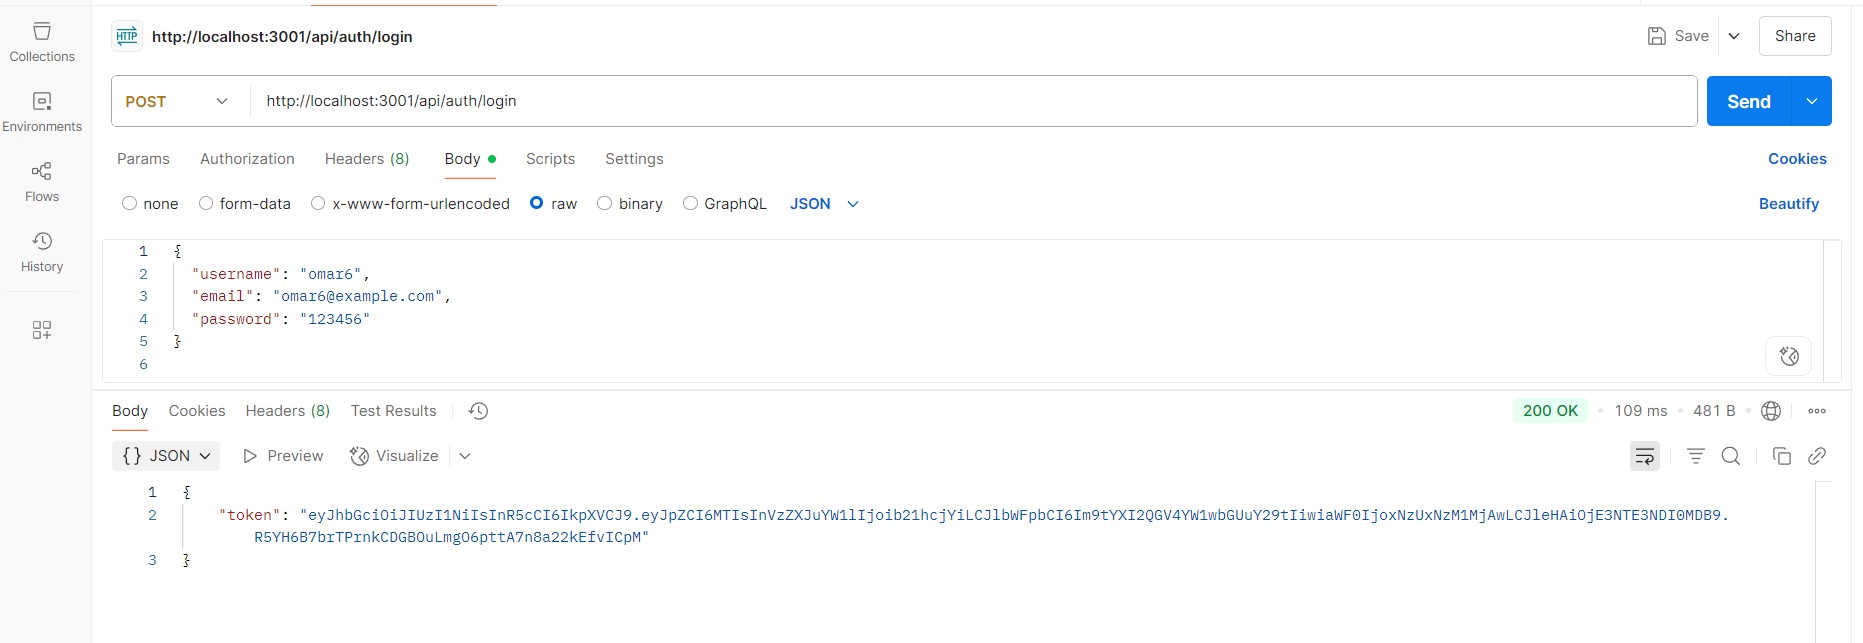 Collections
Environments
Flows
History
HTTP http://localhost:3001/api/auth/login
Save
Share
POST http://localhost:3001/api/auth/login
Send
Params Authorization Headers (8) Body Scripts Settings Cookies
none form-data x-www-form-urlencoded raw binary GraphQL JSON Beautify
1 {
2 "username": "omar6",
3 "email": "omar6@example.com",
4 "password": "123456"
5 }
6
Body Cookies Headers (8) Test Results 200 OK 109 ms 481 B
{} JSON Preview Visualize
1 {
2 "token": "eyJhbGciOiJIUzI1NiIsInR5cCI6IkpXVCJ9.eyJpZCI6MTIsInVzZXJuYW1lIjoib21hcjYiLCJlbWFpbCI6Im9tYXI2QGV4YW1wbGUuY29tIiwiaWF0IjoxNzUxNzM1MjAwLCJleHAiOjE3NTE3NDI0MDB9.
R5YH6B7brTPrnkCDGBOuLmgO6pttA7n8a22kEfvICpM"
3 }